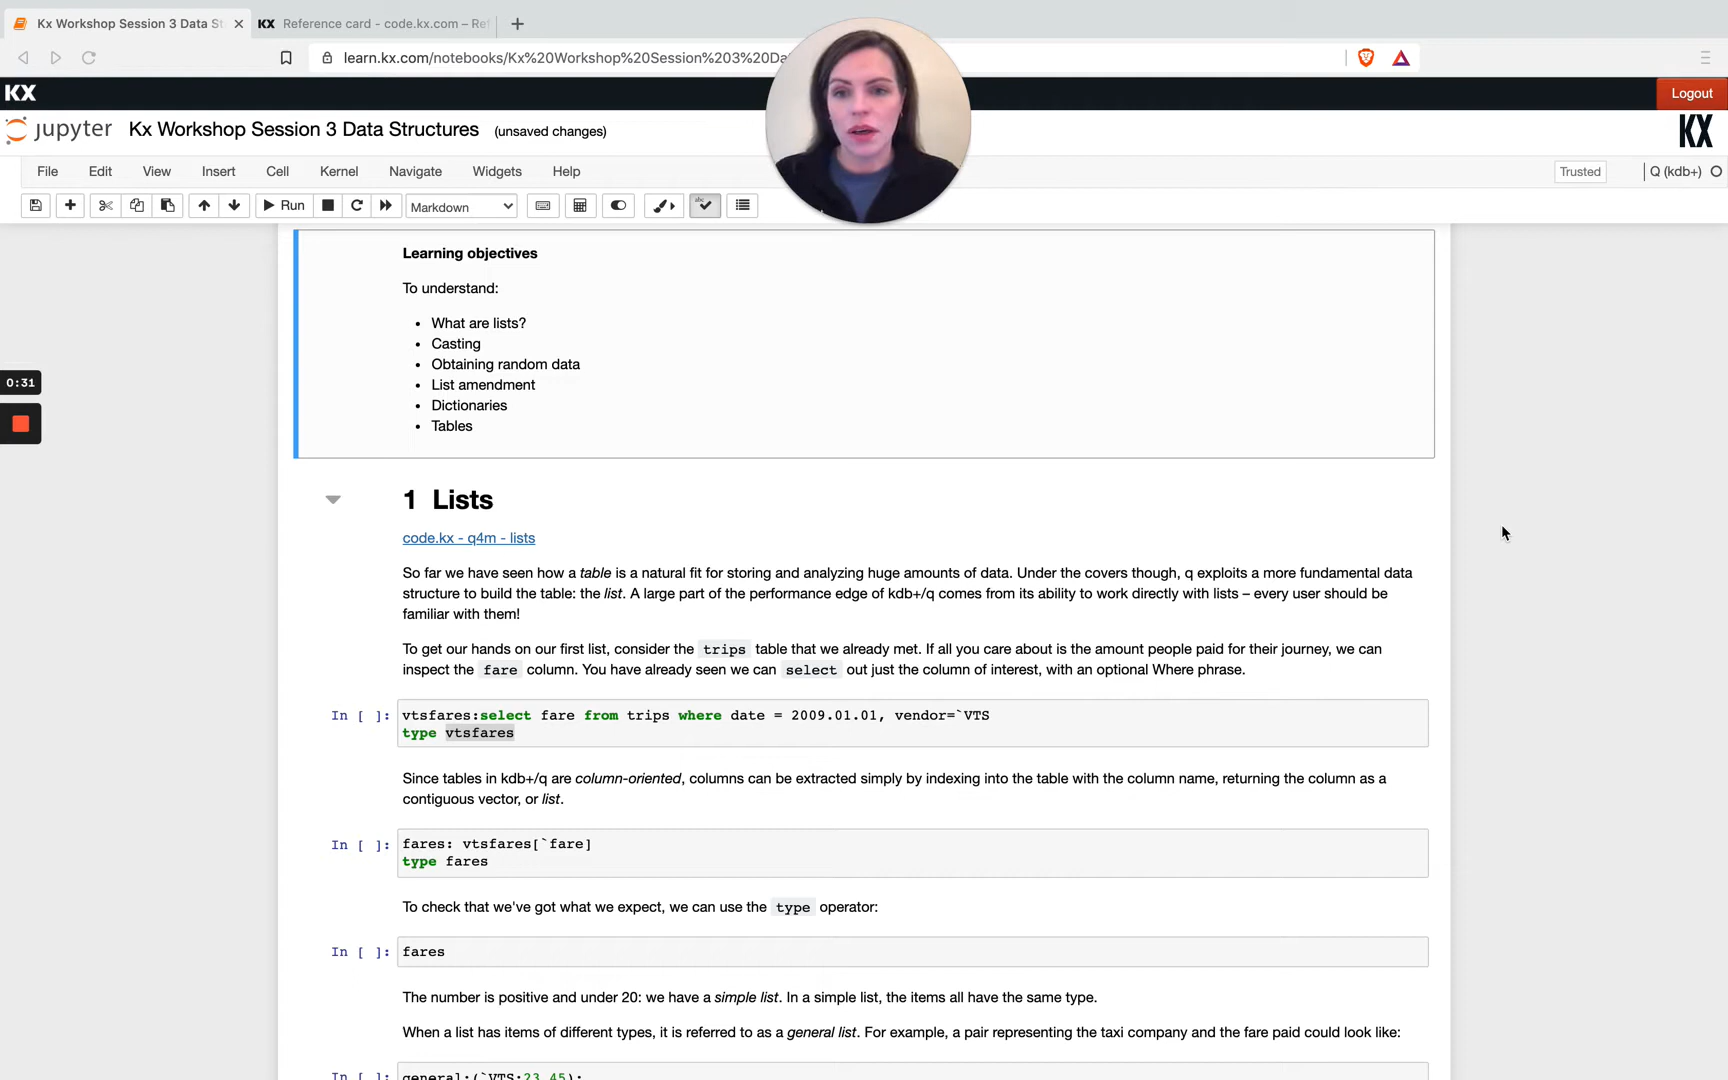 Kx Workshop Session 3 Data St
Reference card - code.kx.com – Ref
learn.kx.com/notebooks/Kx%20Workshop%20Session%203%20Da
KX
Logout
jupyter Kx Workshop Session 3 Data Structures (unsaved changes)
KX
File Edit View Insert Cell Kernel Navigate Widgets Help
Trusted
Q (kdb+)
Run
Markdown
Learning objectives
To understand:
• What are lists?
• Casting
• Obtaining random data
• List amendment
• Dictionaries
• Tables
0:31
1 Lists
code.kx - q4m - lists
So far we have seen how a table is a natural fit for storing and analyzing huge amounts of data. Under the covers though, q exploits a more fundamental data
structure to build the table: the list. A large part of the performance edge of kdb+/q comes from its ability to work directly with lists – every user should be
familiar with them!
To get our hands on our first list, consider the trips table that we already met. If all you care about is the amount people paid for their journey, we can
inspect the fare column. You have already seen we can select out just the column of interest, with an optional Where phrase.
In [ ]: vtsfares:select fare from trips where date = 2009.01.01, vendor=`VTS
type vtsfares
Since tables in kdb+/q are column-oriented, columns can be extracted simply by indexing into the table with the column name, returning the column as a
contiguous vector, or list.
In [ ]: fares: vtsfares[`fare]
type fares
To check that we've got what we expect, we can use the type operator:
In [ ]: fares
The number is positive and under 20: we have a simple list. In a simple list, the items all have the same type.
When a list has items of different types, it is referred to as a general list. For example, a pair representing the taxi company and the fare paid could look like:
In [ ]: general:(`VTS;23.45);